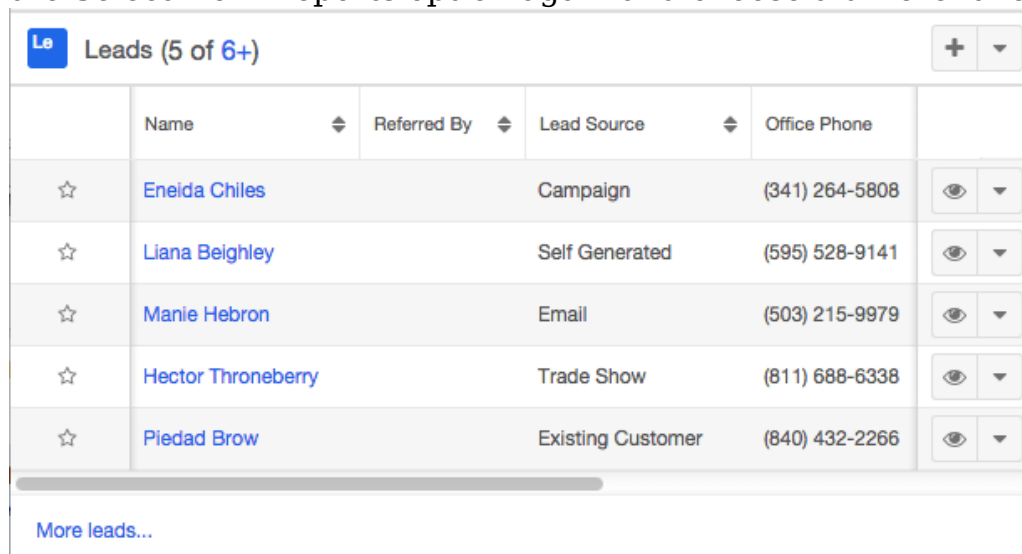 Le Leads (5 of 6+)
Name Referred By Lead Source Office Phone
Eneida Chiles Campaign (341) 264-5808
Liana Beighley Self Generated (595) 528-9141
Manie Hebron Email (503) 215-9979
Hector Throneberry Trade Show (811) 688-6338
Piedad Brow Existing Customer (840) 432-2266
More leads...